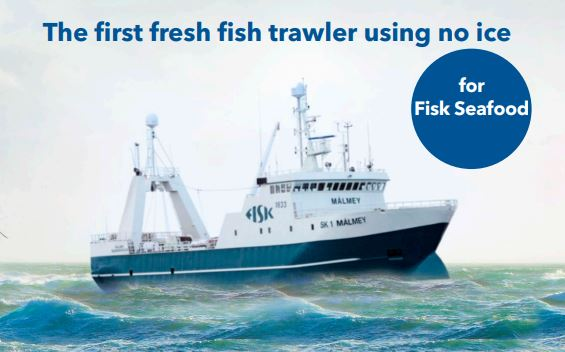 The first fresh fish trawler using no ice
for
Fisk Seafood
MÁLMEY
FISK 1833
SK 1 MÁLMEY